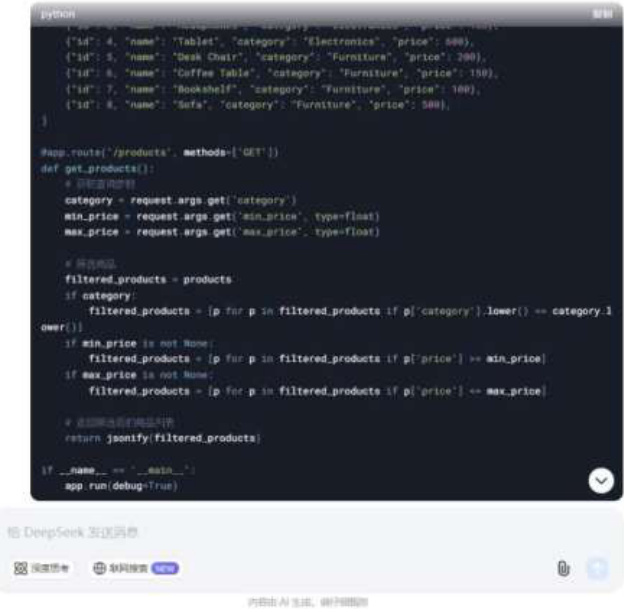 python 复制
{"id": 4, "name": "Tablet", "category": "Electronics", "price": 600},
{"id": 5, "name": "Desk Chair", "category": "Furniture", "price": 200},
{"id": 6, "name": "Coffee Table", "category": "Furniture", "price": 150},
{"id": 7, "name": "Bookshelf", "category": "Furniture", "price": 100},
{"id": 8, "name": "Sofa", "category": "Furniture", "price": 500},
]
@app.route('/products', methods=['GET'])
def get_products():
# 获取查询参数
category = request.args.get('category')
min_price = request.args.get('min_price', type=float)
max_price = request.args.get('max_price', type=float)
# 筛选商品
filtered_products = products
if category:
filtered_products = [p for p in filtered_products if p['category'].lower() == category.l
ower()]
if min_price is not None:
filtered_products = [p for p in filtered_products if p['price'] >= min_price]
if max_price is not None:
filtered_products = [p for p in filtered_products if p['price'] <= max_price]
# 返回筛选后的商品列表
return jsonify(filtered_products)
if __name__ == '__main__':
app.run(debug=True)
给 DeepSeek 发送消息
深度思考 联网搜索 NEW
内容由 AI 生成，请仔细甄别